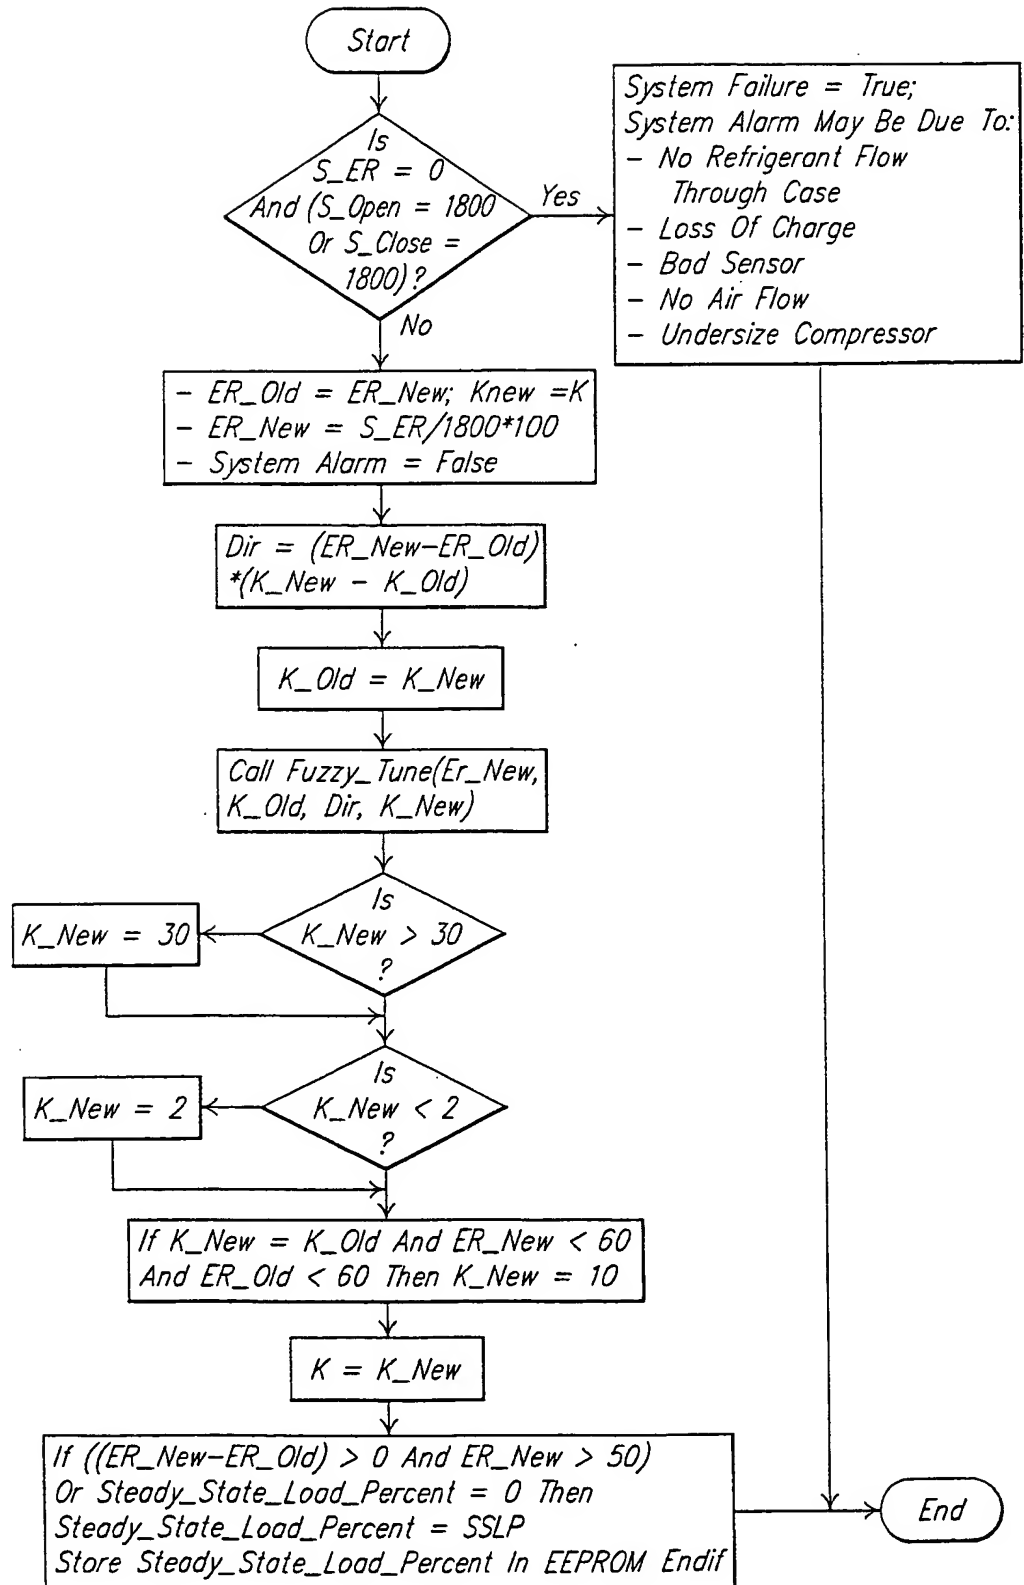 Start
Is
S_ER = 0
And (S_Open = 1800
Or S_Close =
1800)?
Yes
No
System Failure = True;
System Alarm May Be Due To:
- No Refrigerant Flow
Through Case
- Loss Of Charge
- Bad Sensor
- No Air Flow
- Undersize Compressor
- ER_Old = ER_New; Knew =K
- ER_New = S_ER/1800*100
- System Alarm = False
Dir = (ER_New-ER_Old)
*(K_New - K_Old)
K_Old = K_New
Call Fuzzy_Tune(Er_New,
K_Old, Dir, K_New)
Is
K_New > 30
?
K_New = 30
Is
K_New < 2
?
K_New = 2
If K_New = K_Old And ER_New < 60
And ER_Old < 60 Then K_New = 10
K = K_New
If ((ER_New-ER_Old) > 0 And ER_New > 50)
Or Steady_State_Load_Percent = 0 Then
Steady_State_Load_Percent = SSLP
Store Steady_State_Load_Percent In EEPROM Endif
End